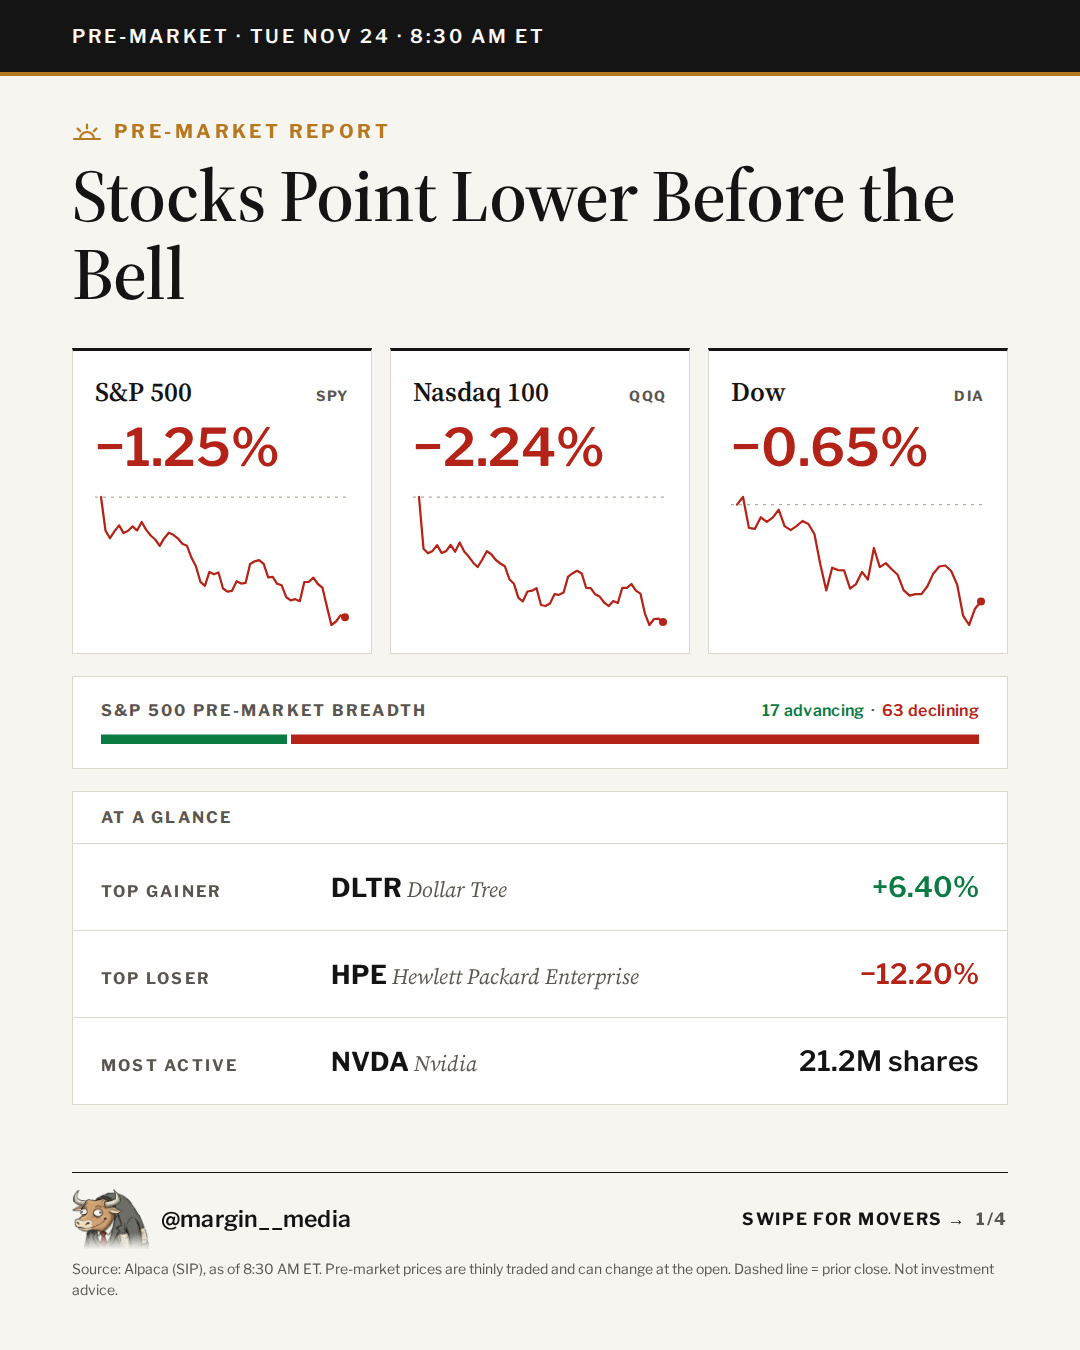 PRE-MARKET · TUE NOV 24 · 8:30 AM ET
PRE-MARKET REPORT
Stocks Point Lower Before the
Bell
S&P 500 SPY
−1.25%
Nasdaq 100 QQQ
−2.24%
Dow DIA
−0.65%
S&P 500 PRE-MARKET BREADTH 17 advancing · 63 declining
AT A GLANCE
TOP GAINER DLTR Dollar Tree +6.40%
TOP LOSER HPE Hewlett Packard Enterprise −12.20%
MOST ACTIVE NVDA Nvidia 21.2M shares
@margin__media SWIPE FOR MOVERS → 1/4
Source: Alpaca (SIP), as of 8:30 AM ET. Pre-market prices are thinly traded and can change at the open. Dashed line = prior close. Not investment
advice.